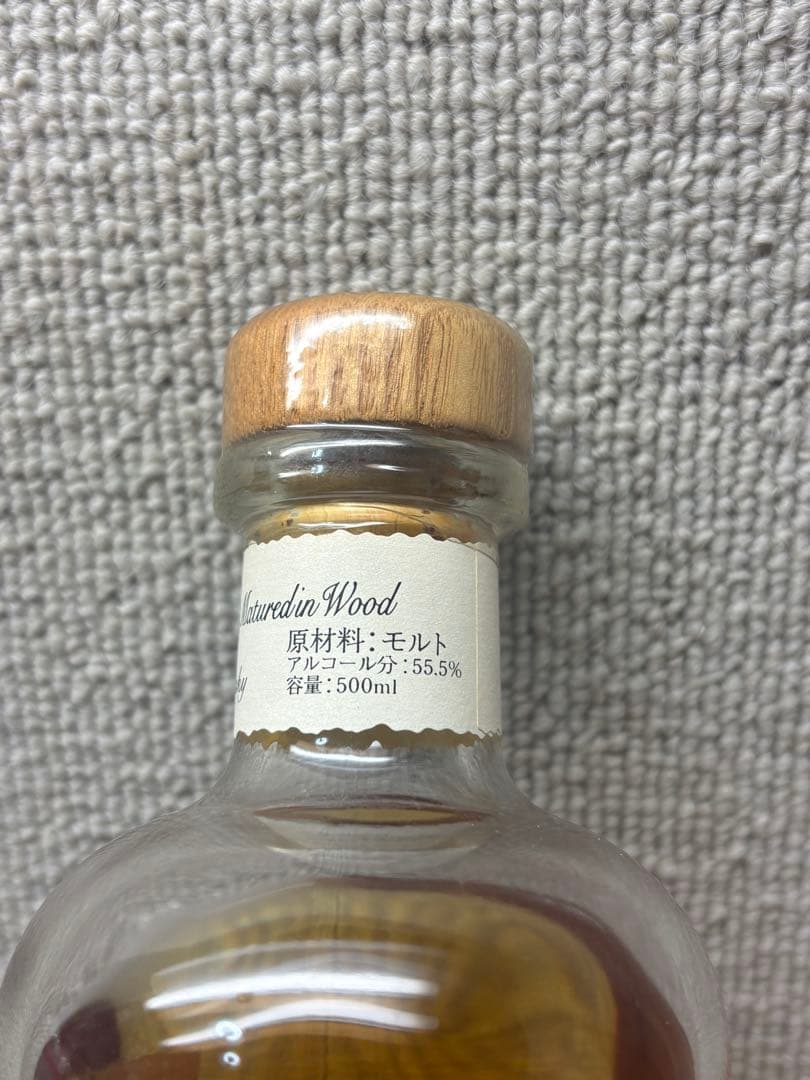 Matured in Wood
原材料：モルト
アルコール分：55.5%
容量：500ml